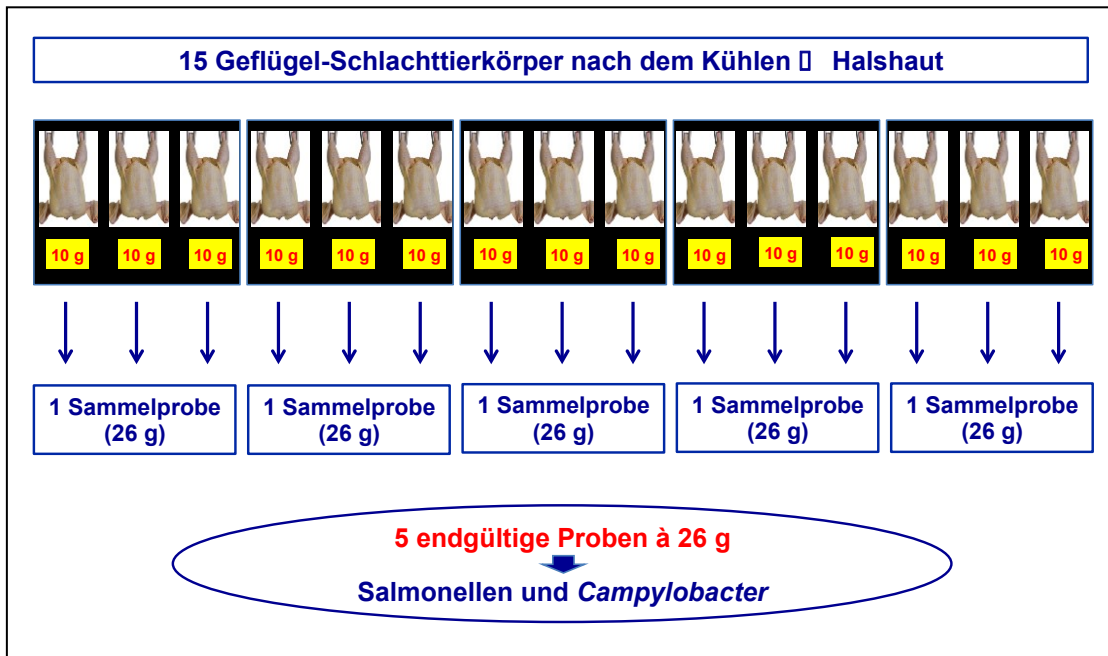 15 Geflügel-Schlachttierkörper nach dem Kühlen ▯ Halshaut
10 g 10 g 10 g 10 g 10 g 10 g 10 g 10 g 10 g 10 g 10 g 10 g 10 g 10 g 10 g
1 Sammelprobe 1 Sammelprobe 1 Sammelprobe 1 Sammelprobe 1 Sammelprobe
(26 g) (26 g) (26 g) (26 g) (26 g)
5 endgültige Proben à 26 g
Salmonellen und Campylobacter